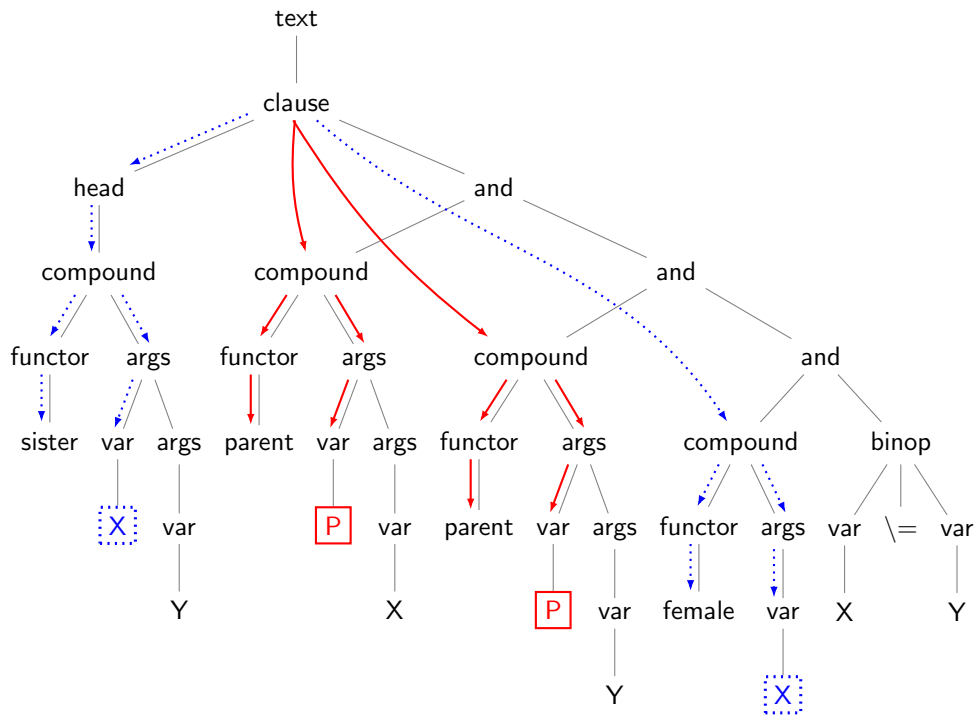 text
clause
head and
compound compound and
functor args functor args compound and
sister var args parent var args functor args compound binop
X var P var parent var args functor args var \= var
Y X P var female var X Y
Y X